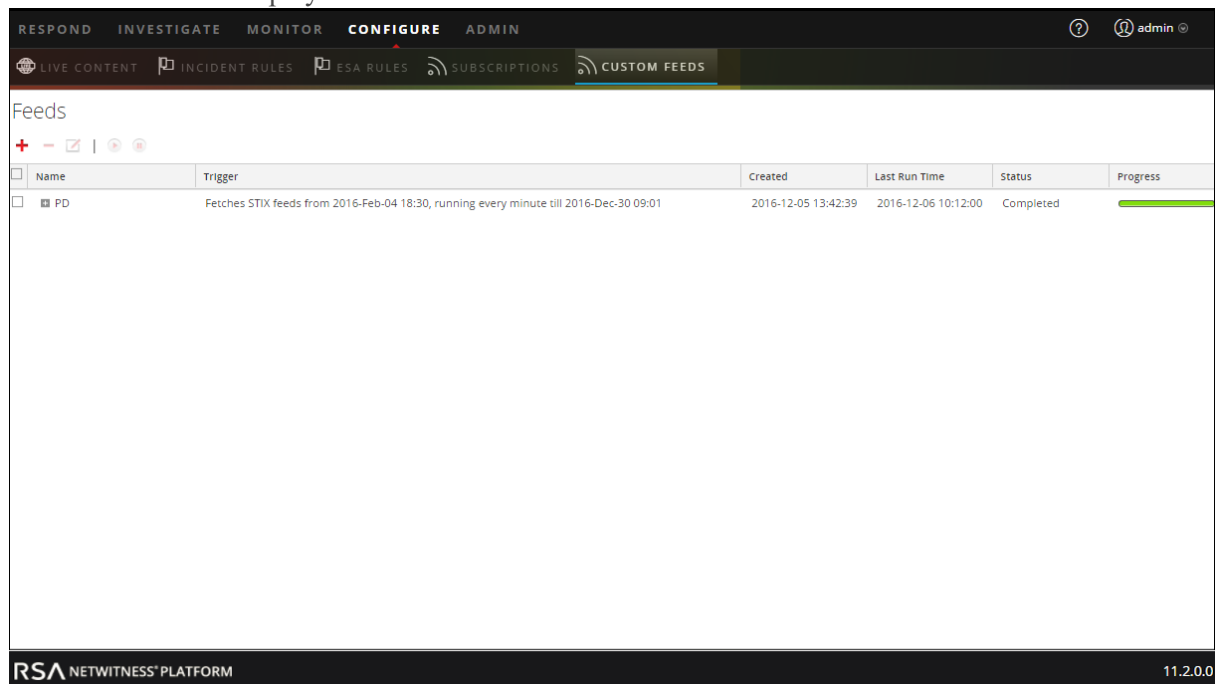 RESPOND INVESTIGATE MONITOR CONFIGURE ADMIN ? admin
LIVE CONTENT INCIDENT RULES ESA RULES SUBSCRIPTIONS CUSTOM FEEDS
Feeds
Name Trigger Created Last Run Time Status Progress
PD Fetches STIX feeds from 2016-Feb-04 18:30, running every minute till 2016-Dec-30 09:01 2016-12-05 13:42:39 2016-12-06 10:12:00 Completed
RSA NETWITNESS® PLATFORM 11.2.0.0